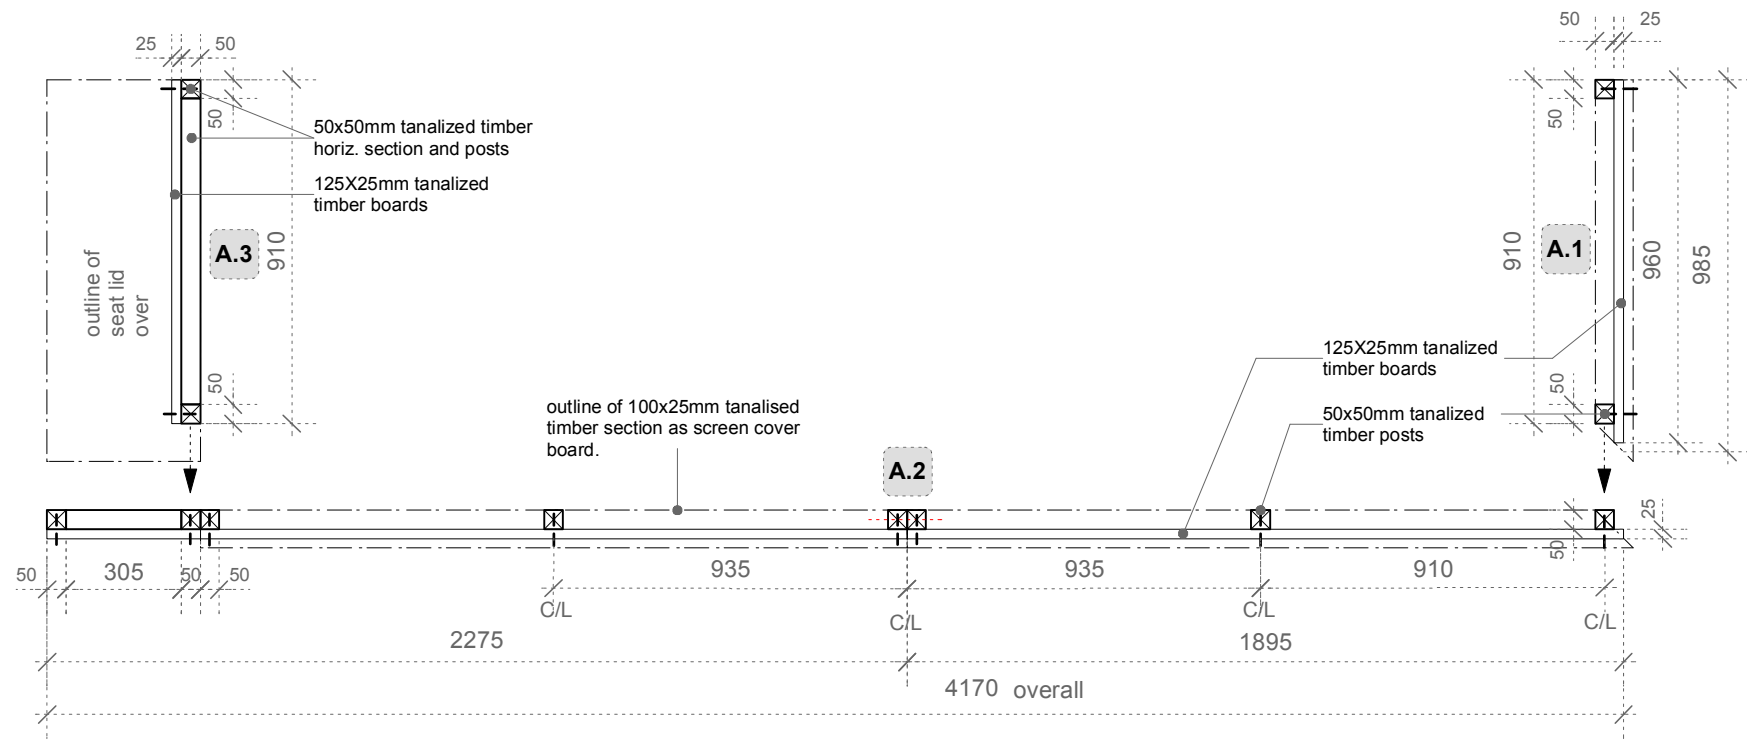 25
50
50
25
50
50x50mm tanalized timber
horiz. section and posts
125X25mm tanalized
timber boards
A.3
910
outline of
seat lid
over
50
50
910
A.1
960
985
125X25mm tanalized
timber boards
50
50x50mm tanalized
timber posts
outline of 100x25mm tanalised
timber section as screen cover
board.
A.2
25
50
50
305
50
50
935
935
910
C/L
C/L
C/L
C/L
2275
1895
4170 overall